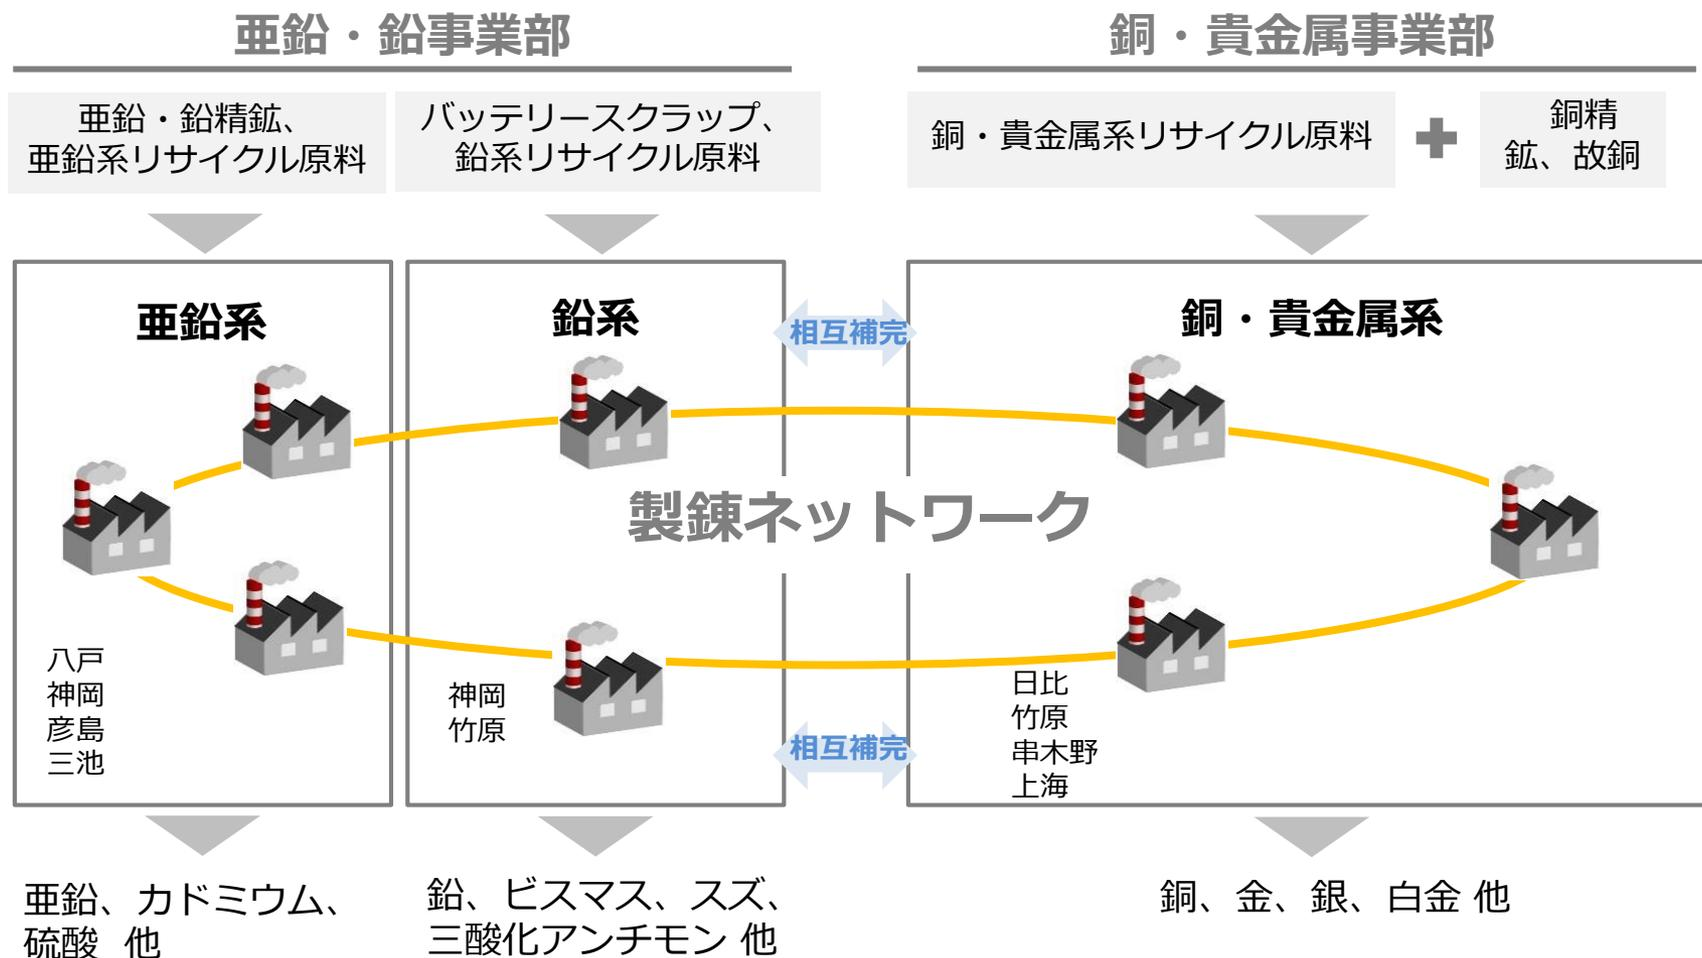 亜鉛・鉛事業部
銅・貴金属事業部
亜鉛・鉛精鉱、
亜鉛系リサイクル原料
バッテリースクラップ、
鉛系リサイクル原料
銅・貴金属系リサイクル原料
銅精
鉱、故銅
亜鉛系
鉛系
相互補完
銅・貴金属系
製錬ネットワーク
八戸
神岡
彦島
三池
神岡
竹原
相互補完
日比
竹原
串木野
上海
亜鉛、カドミウム、
硫酸 他
鉛、ビスマス、スズ、
三酸化アンチモン 他
銅、金、銀、白金 他